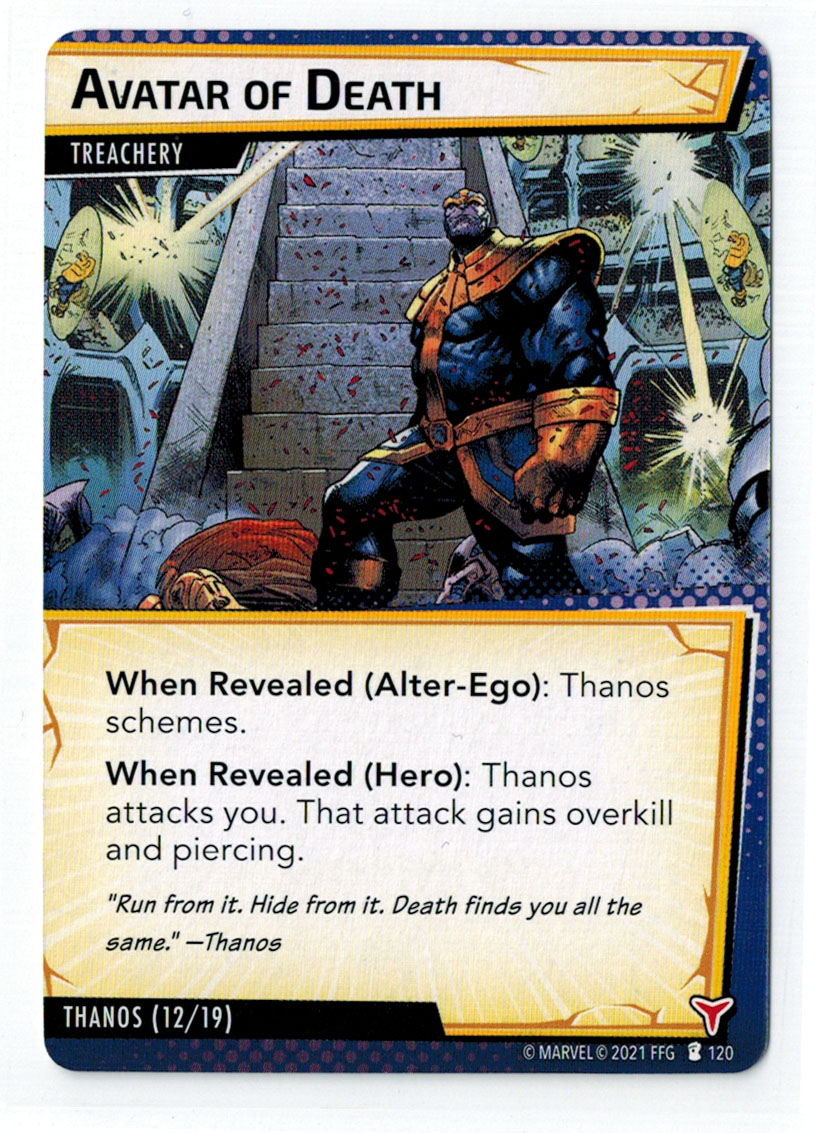 Avatar of Death
TREACHERY
When Revealed (Alter-Ego): Thanos
schemes.
When Revealed (Hero): Thanos
attacks you. That attack gains overkill
and piercing.
"Run from it. Hide from it. Death finds you all the
same." —Thanos
THANOS (12/19)
© MARVEL © 2021 FFG 120